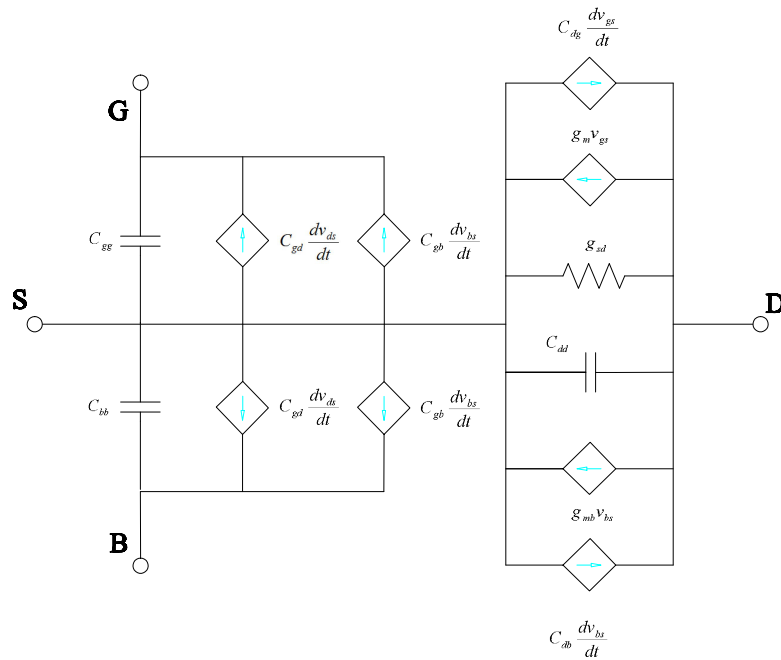 C_dg dv_gs/dt
G
g_m v_gs
C_gg
C_gd dv_ds/dt
C_gb dv_bs/dt
g_sd
S
D
C_dd
C_bb
C_gd dv_ds/dt
C_gb dv_bs/dt
g_mb v_bs
B
C_db dv_bs/dt